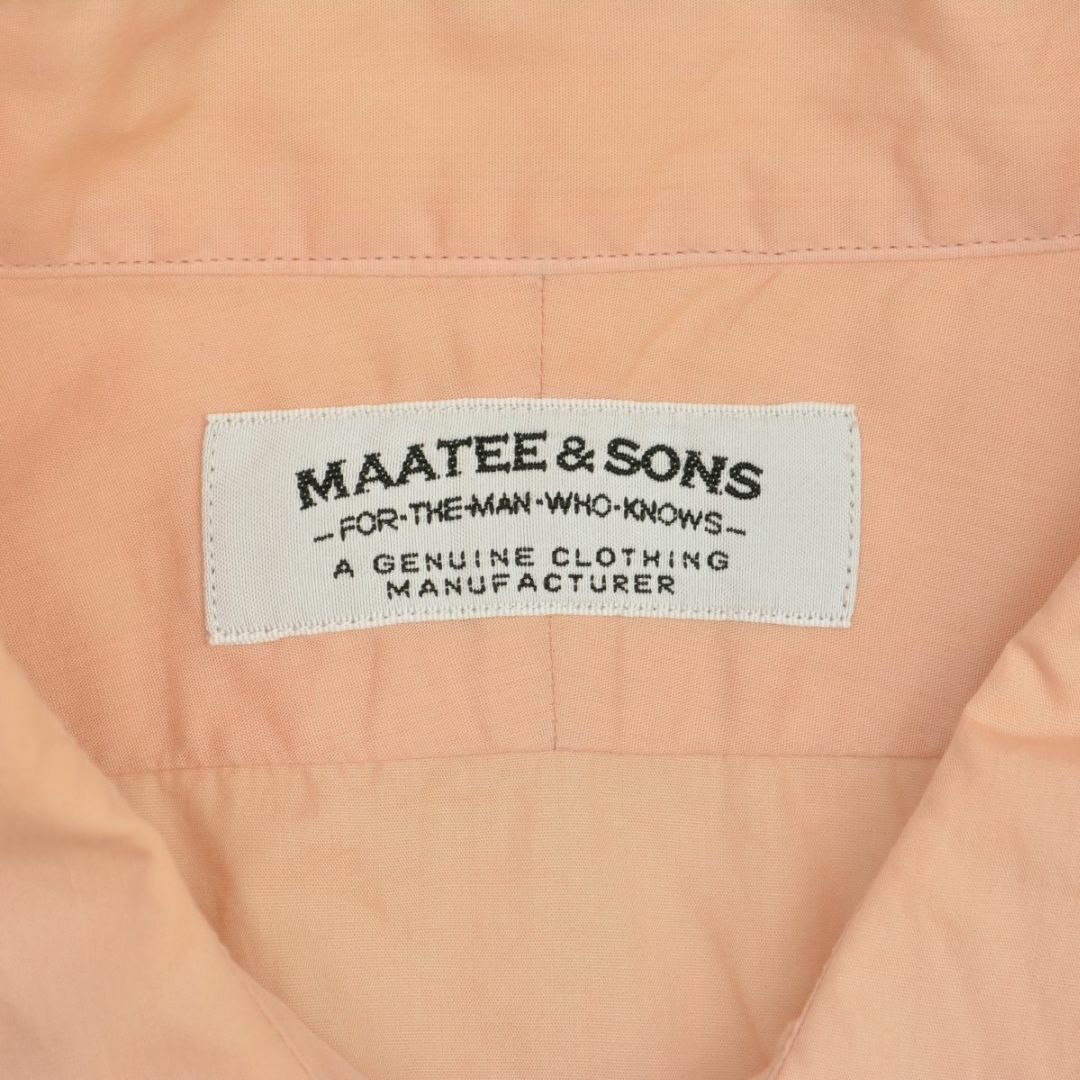 MAATEE & SONS
-FOR·THE·MAN·WHO·KNOWS-
A GENUINE CLOTHING
MANUFACTURER